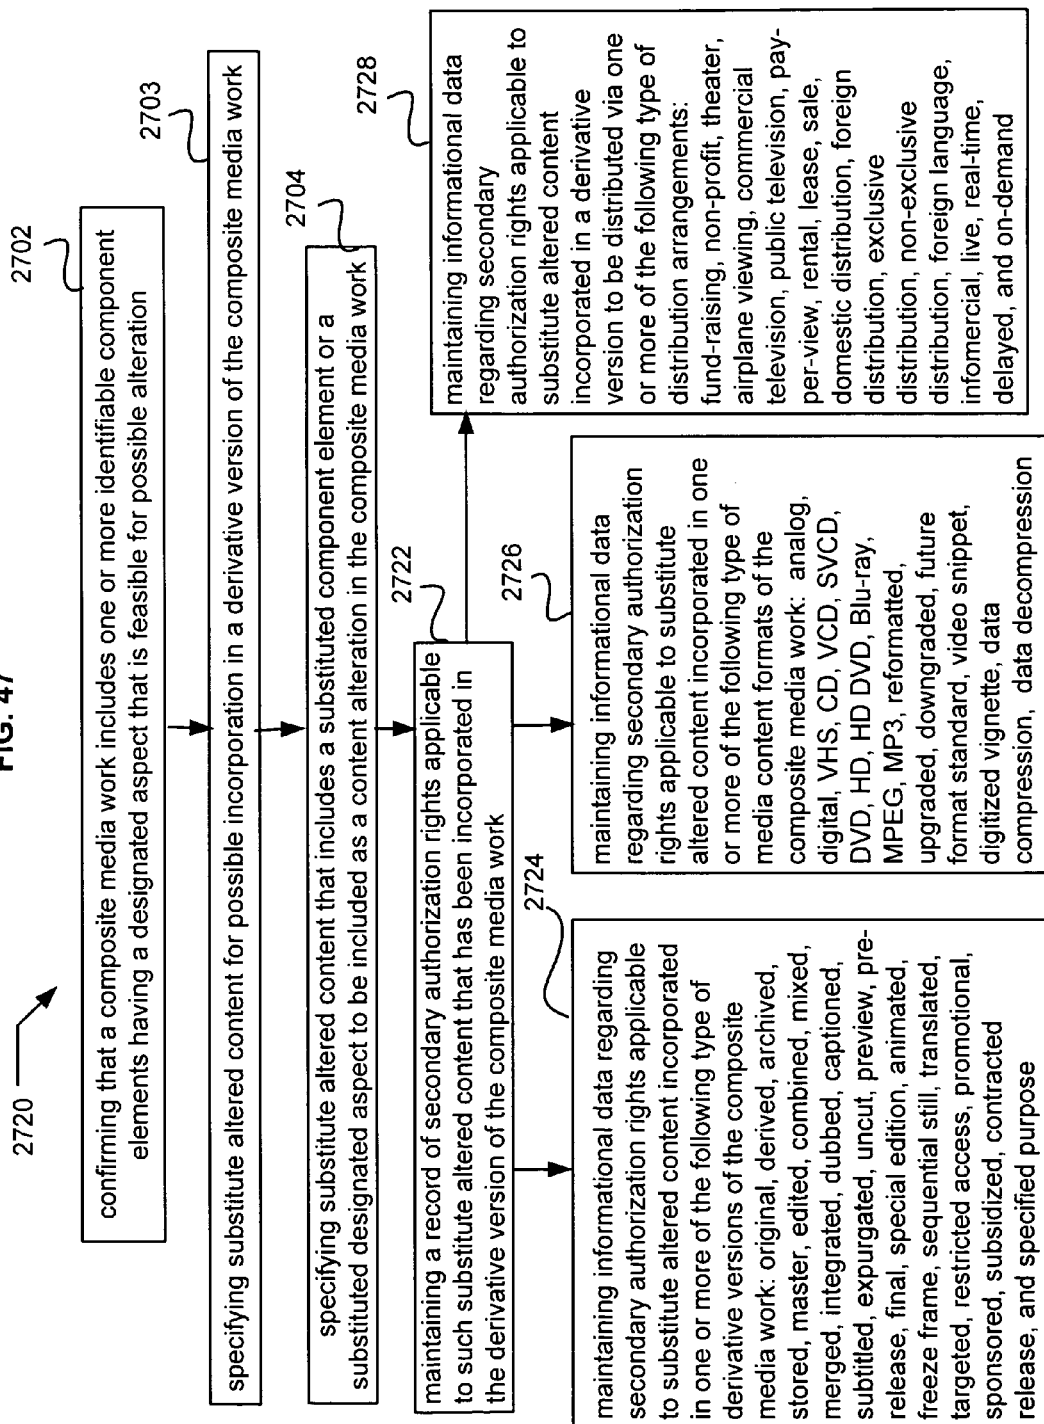 FIG. 47
2720
2702
confirming that a composite media work includes one or more identifiable component
elements having a designated aspect that is feasible for possible alteration
2703
specifying substitute altered content for possible incorporation in a derivative version of the composite media work
2704
specifying substitute altered content that includes a substituted component element or a
substituted designated aspect to be included as a content alteration in the composite media work
2722
maintaining a record of secondary authorization rights applicable
to such substitute altered content that has been incorporated in
the derivative version of the composite media work
2724
maintaining informational data regarding
secondary authorization rights applicable
to substitute altered content incorporated
in one or more of the following type of
derivative versions of the composite
media work: original, derived, archived,
stored, master, edited, combined, mixed,
merged, integrated, dubbed, captioned,
subtitled, expurgated, uncut, preview, pre-
release, final, special edition, animated,
freeze frame, sequential still, translated,
targeted, restricted access, promotional,
sponsored, subsidized, contracted
release, and specified purpose
2726
maintaining informational data
regarding secondary authorization
rights applicable to substitute
altered content incorporated in one
or more of the following type of
media content formats of the
composite media work: analog,
digital, VHS, CD, VCD, SVCD,
DVD, HD, HD DVD, Blu-ray,
MPEG, MP3, reformatted,
upgraded, downgraded, future
format standard, video snippet,
digitized vignette, data
compression, data decompression
2728
maintaining informational data
regarding secondary
authorization rights applicable to
substitute altered content
incorporated in a derivative
version to be distributed via one
or more of the following type of
distribution arrangements:
fund-raising, non-profit, theater,
airplane viewing, commercial
television, public television, pay-
per-view, rental, lease, sale,
domestic distribution, foreign
distribution, exclusive
distribution, non-exclusive
distribution, foreign language,
infomercial, live, real-time,
delayed, and on-demand